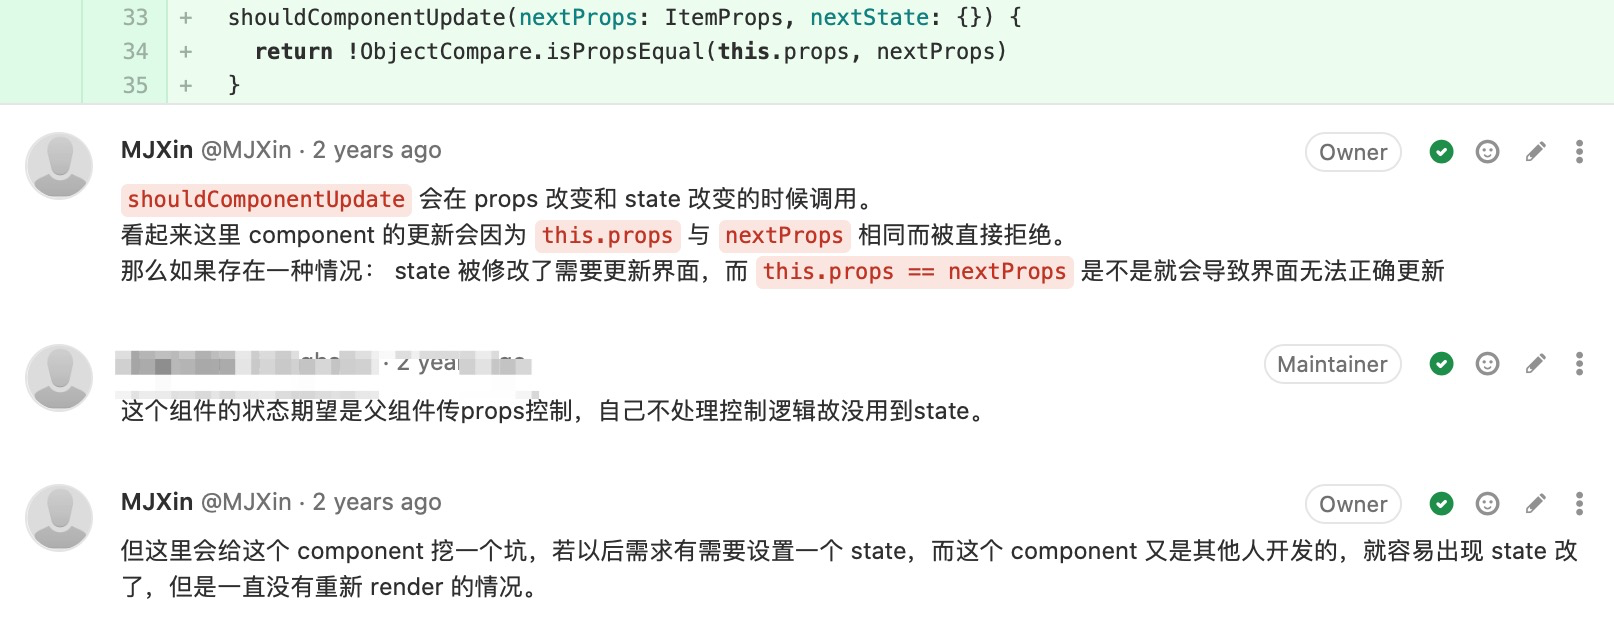 33 + shouldComponentUpdate(nextProps: ItemProps, nextState: {}) {
34 + return !ObjectCompare.isPropsEqual(this.props, nextProps)
35 + }
MJXin @MJXin · 2 years ago Owner
shouldComponentUpdate 会在 props 改变和 state 改变的时候调用。
看起来这里 component 的更新会因为 this.props 与 nextProps 相同而被直接拒绝。
那么如果存在一种情况： state 被修改了需要更新界面，而 this.props == nextProps 是不是就会导致界面无法正确更新
· 2 Maintainer
这个组件的状态期望是父组件传props控制，自己不处理控制逻辑故没用到state。
MJXin @MJXin · 2 years ago Owner
但这里会给这个 component 挖一个坑，若以后需求有需要设置一个 state，而这个 component 又是其他人开发的，就容易出现 state 改
了，但是一直没有重新 render 的情况。